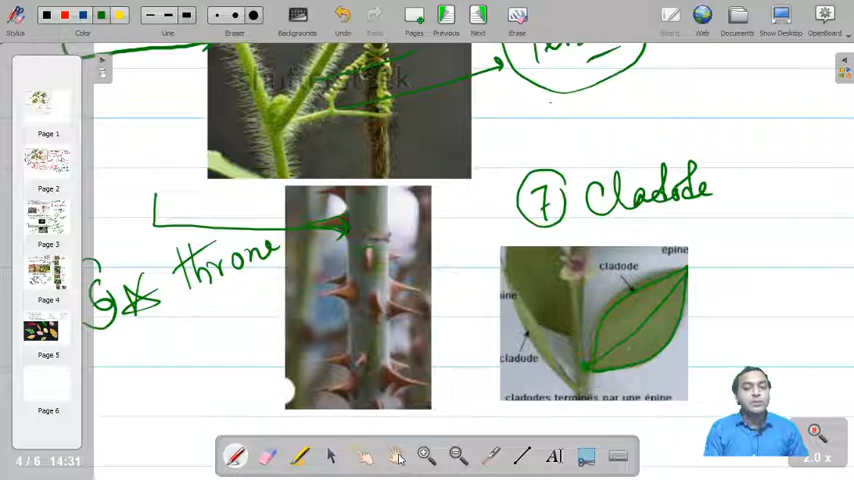 Stylus
Color
Eraser
Backgrounds
Undo
Redo
Pages
Previous
Next
Erase
Board
Web
Documents
Show Desktop
OpenBoard
shutterstock
Page 1
Page 2
Page 3
Page 4
Page 5
Page 6
7 Cladode
6 throne
épine
cladode
ine
cladode
cladodes terminés par une épine
4 / 6 14:31
2.0 x